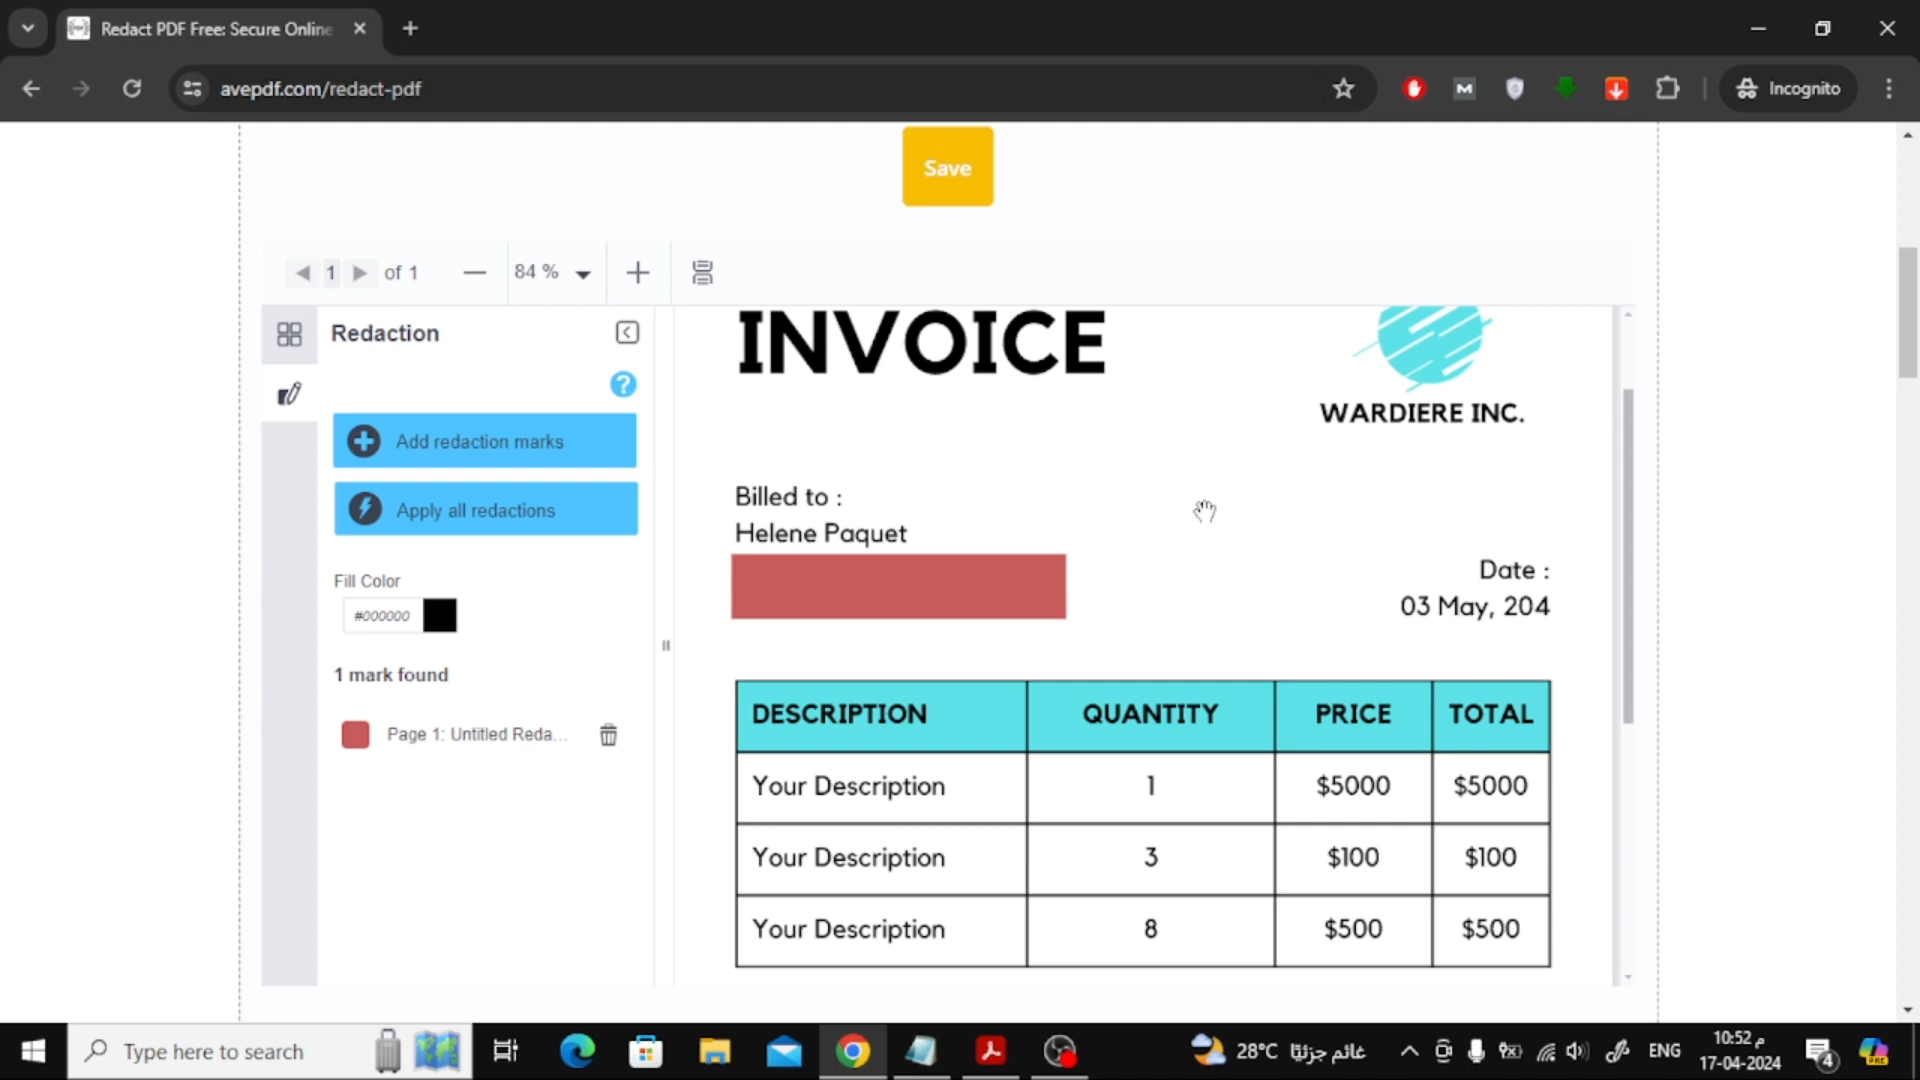 Redact PDF Free: Secure Online
avepdf.com/redact-pdf
Incognito
Save
1 of 1
84 %
Redaction
INVOICE
WARDIERE INC.
Add redaction marks
Apply all redactions
Billed to :
Helene Paquet
Fill Color
#000000
Date :
03 May, 204
1 mark found
Page 1: Untitled Reda...
DESCRIPTION QUANTITY PRICE TOTAL
Your Description 1 $5000 $5000
Your Description 3 $100 $100
Your Description 8 $500 $500
Type here to search
28°C غائم جزئيًا
ENG
10:52 م
17-04-2024
4
PRE